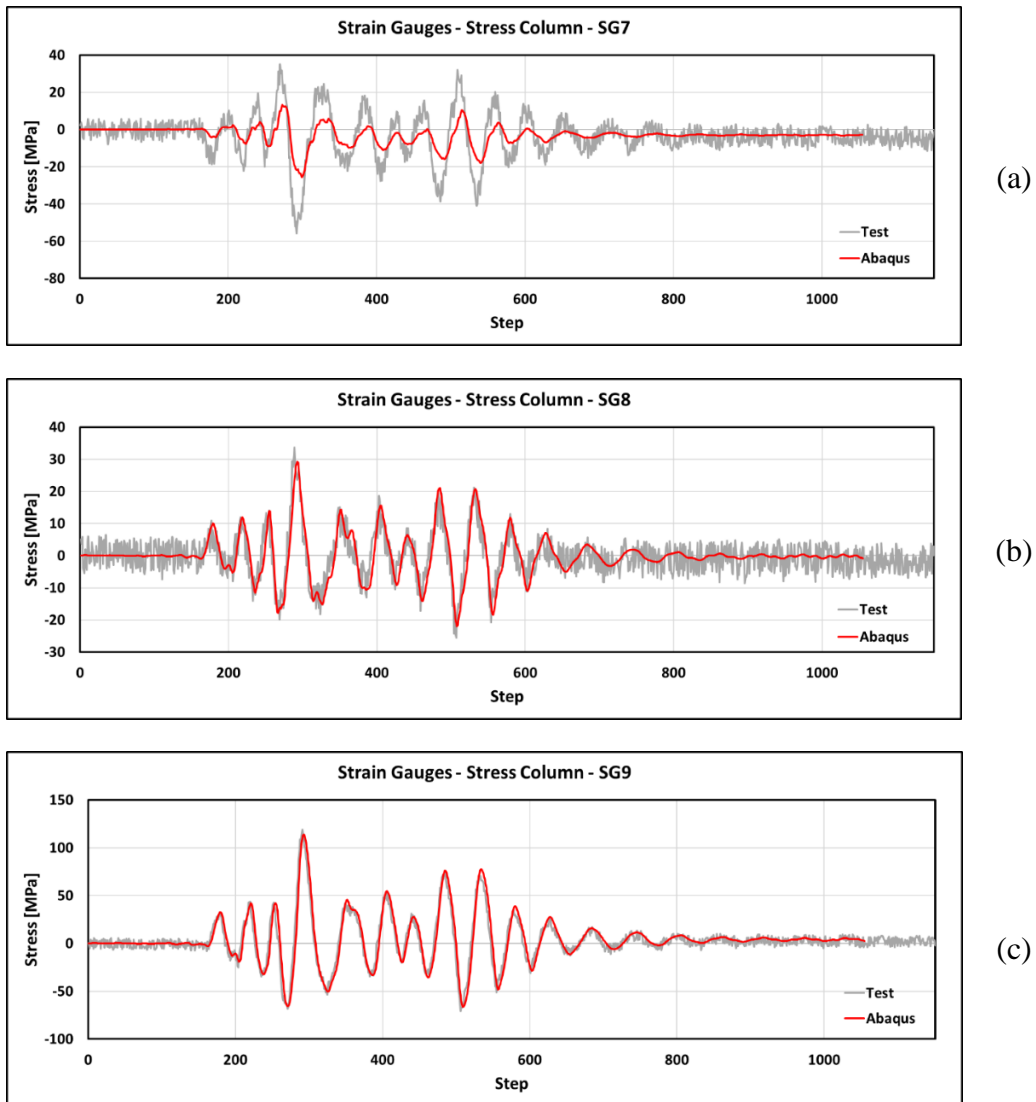 Strain Gauges - Stress Column - SG7
40
20
0
-20
-40
-60
-80
Stress [MPa]
Test
Abaqus
0 200 400 600 800 1000
Step
(a)
Strain Gauges - Stress Column - SG8
40
30
20
10
0
-10
-20
-30
Stress [MPa]
Test
Abaqus
0 200 400 600 800 1000
Step
(b)
Strain Gauges - Stress Column - SG9
150
100
50
0
-50
-100
Stress [MPa]
Test
Abaqus
0 200 400 600 800 1000
Step
(c)